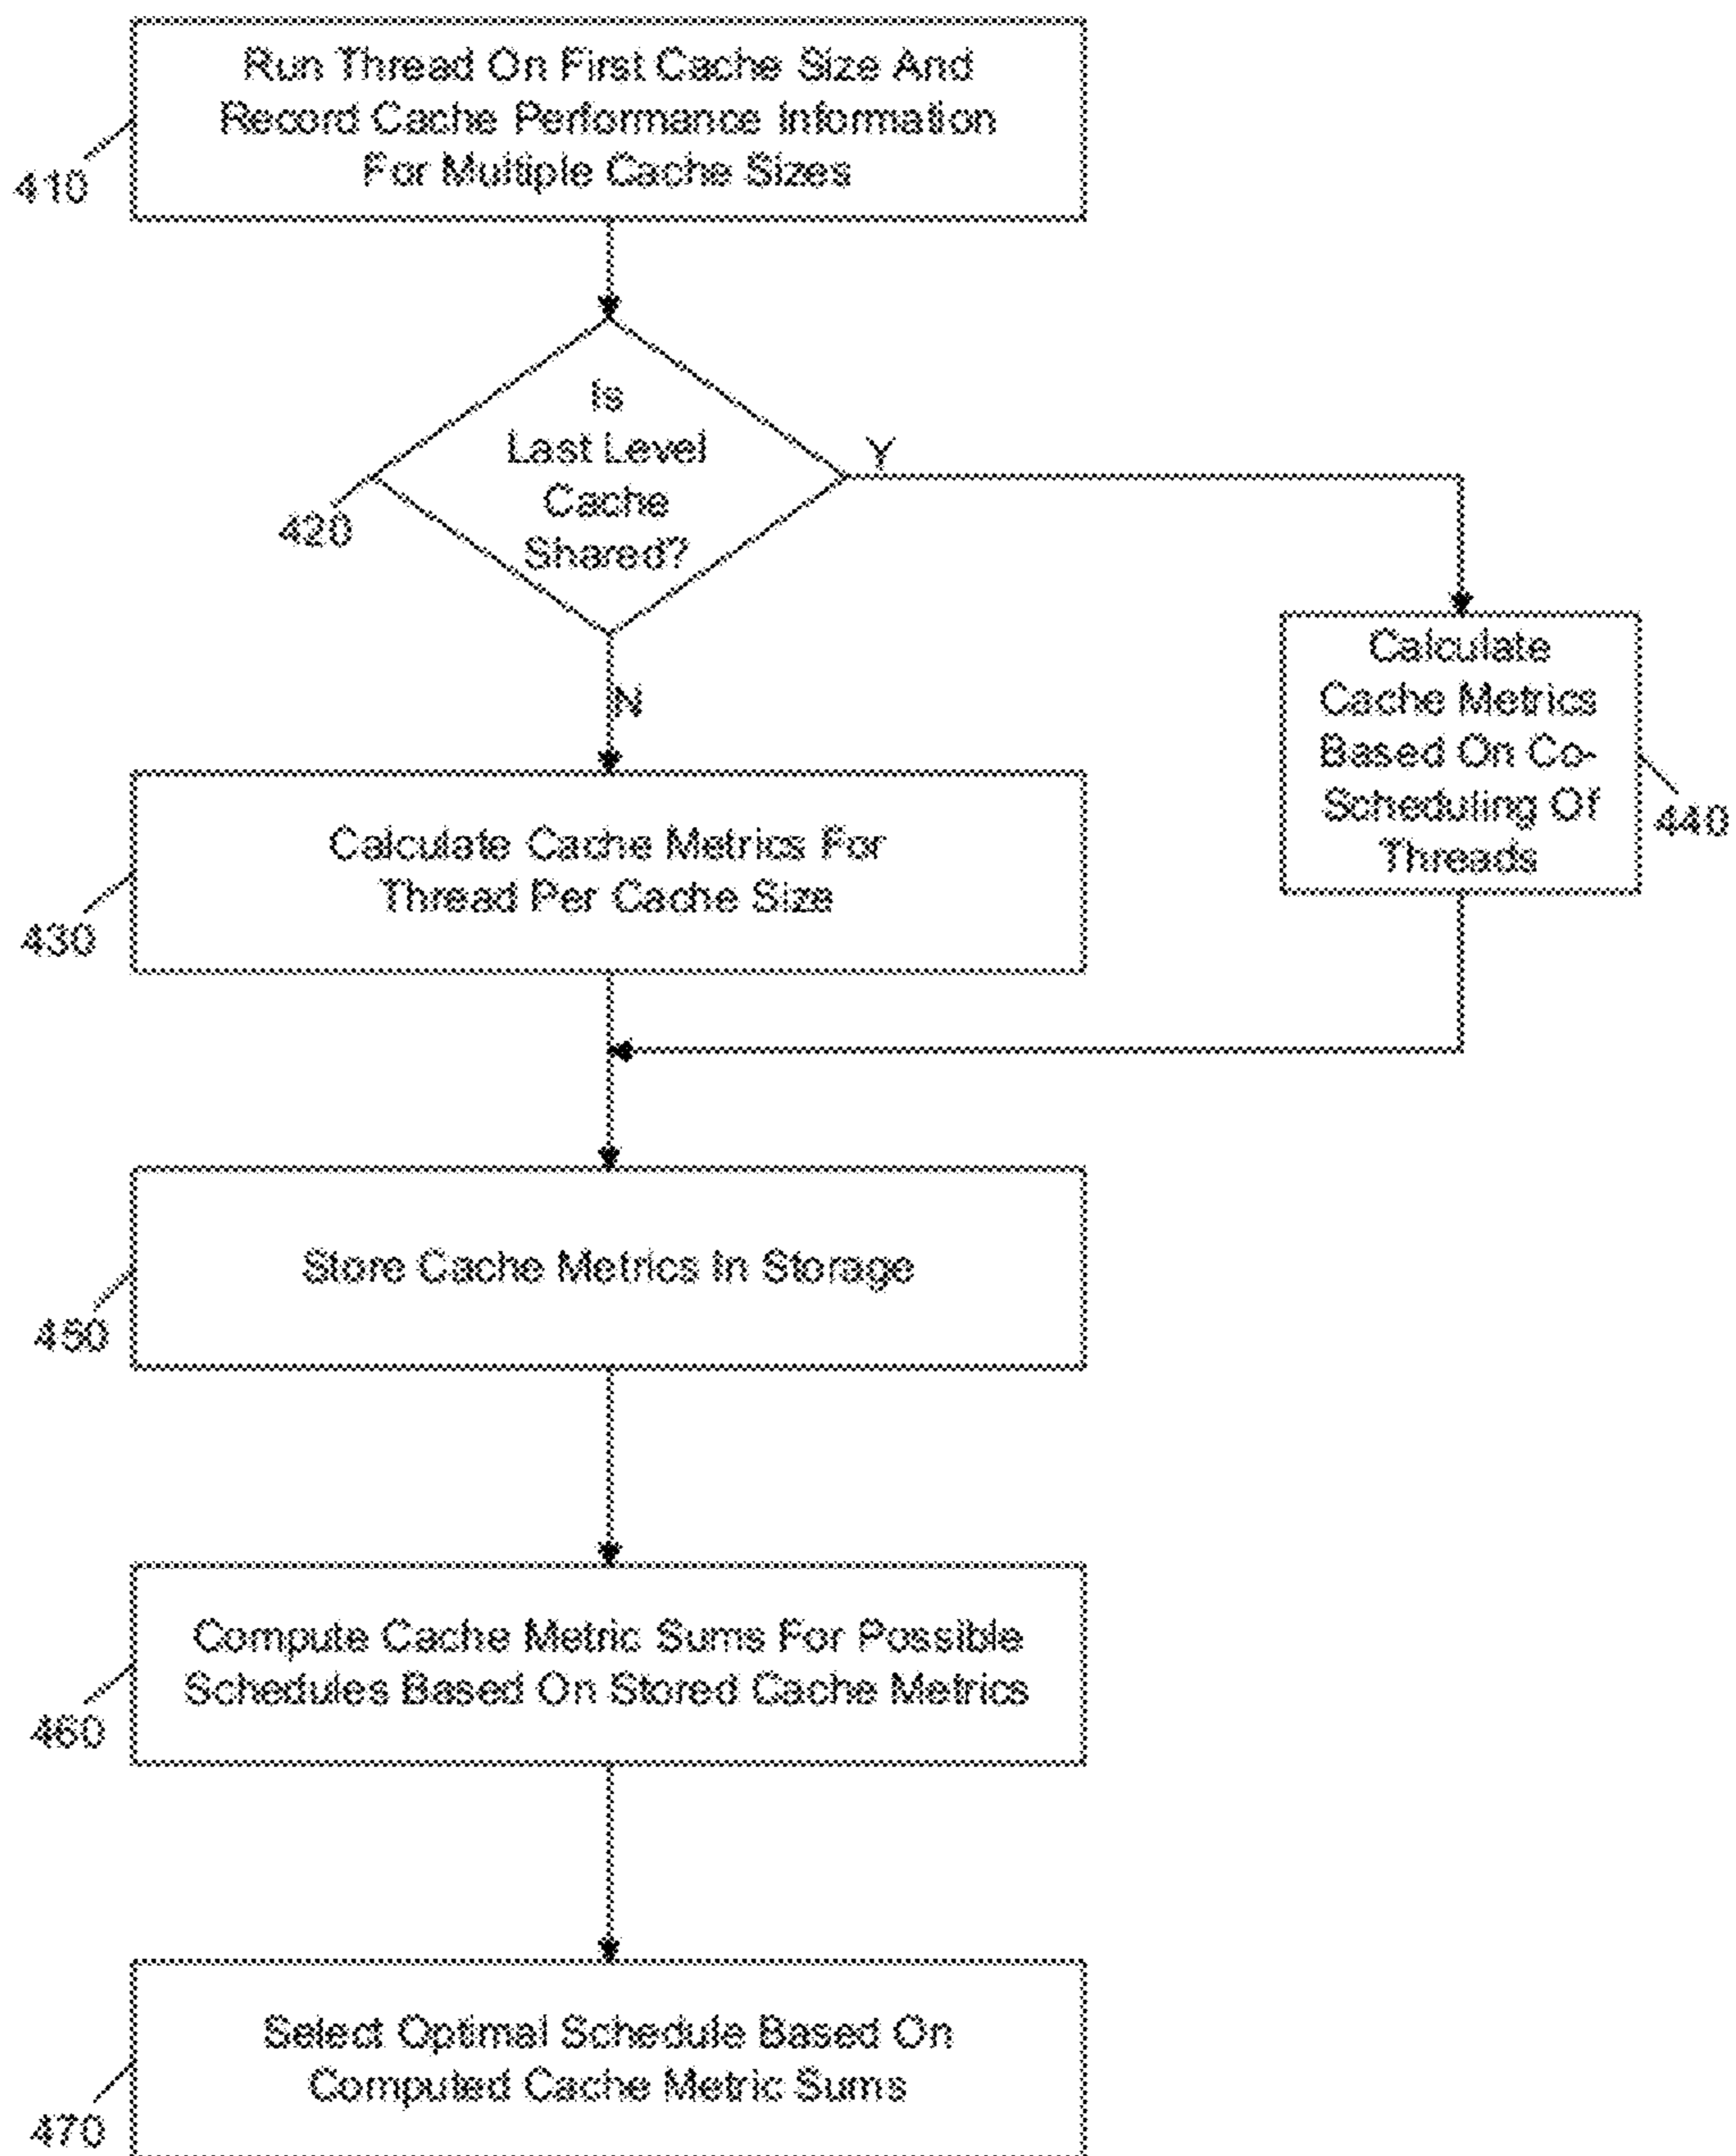 Run Thread On First Cache Size And
Record Cache Performance Information
For Multiple Cache Sizes
410
Is
Last Level
Cache
Shared?
Y
420
N
Calculate
Cache Metrics
Based On Co-
Scheduling Of
Threads
440
Calculate Cache Metrics For
Thread Per Cache Size
430
Store Cache Metrics In Storage
450
Compute Cache Metric Sums For Possible
Schedules Based On Stored Cache Metrics
460
Select Optimal Schedule Based On
Computed Cache Metric Sums
470